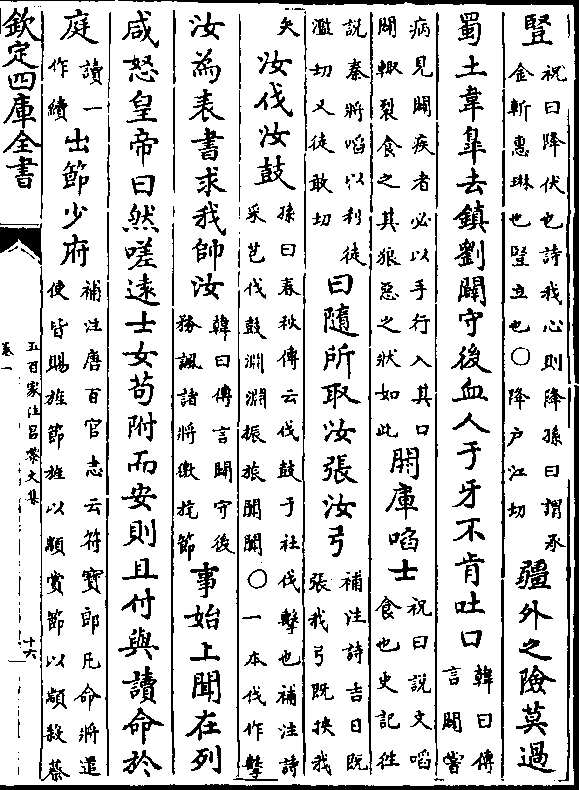 豎祝曰降伏也詩我心則降孫曰謂承
金斬惠琳也豎立也○降户江切疆外之險莫過
蜀土韋皋去鎮劉闢守後血人于牙不肯吐口韓曰傳
言闢嘗
病見問疾者必以手行入其口
闢輒裂食之其狠惡之狀如此開庫啗士祝曰說文啗
食也史記往
說秦將啗以利徒
濫切又徒敢切曰隨所取汝張汝弓補注詩吉日既
張我弓既挾我
矢汝伐汝鼓孫曰春秋傳云伐鼓于社伐擊也補注詩
采芑伐鼓淵淵振旅闐闐○一本伐作擊
汝為表書求我帥汝韓曰傳言闢守後
務諷諸將徼旄節事始上聞在列
咸怒皇帝曰然嗟遠士女苟附而安則且付與讀命於
庭讀一
作續出節少府補注唐百官志云符寶郎凡命將遣
使皆賜旌節旌以顓賞節以顓殺蔡
欽定四庫全書
五百家注昌黎文集
卷一
十六